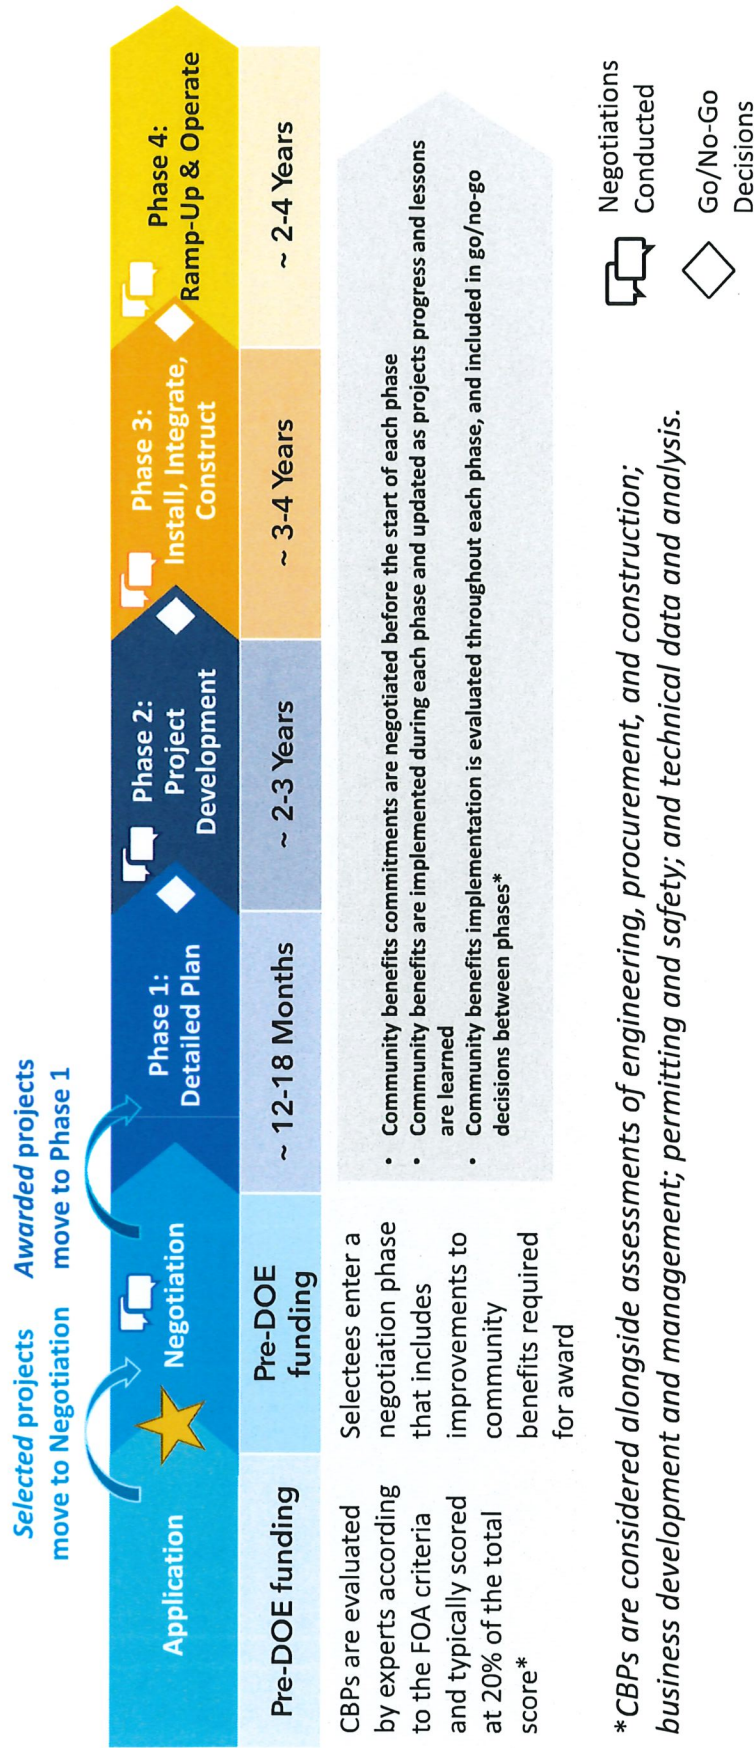 Selected projects
move to Negotiation
Awarded projects
move to Phase 1
Application
Negotiation
Phase 1:
Detailed Plan
Phase 2:
Project
Development
Phase 3:
Install, Integrate,
Construct
Phase 4:
Ramp-Up & Operate
Pre-DOE funding
Pre-DOE
funding
~ 12-18 Months
~ 2-3 Years
~ 3-4 Years
~ 2-4 Years
CBPs are evaluated
by experts according
to the FOA criteria
and typically scored
at 20% of the total
score*
Selectees enter a
negotiation phase
that includes
improvements to
community
benefits required
for award
• Community benefits commitments are negotiated before the start of each phase
• Community benefits are implemented during each phase and updated as projects progress and lessons
are learned
• Community benefits implementation is evaluated throughout each phase, and included in go/no-go
decisions between phases*
*CBPs are considered alongside assessments of engineering, procurement, and construction;
business development and management; permitting and safety; and technical data and analysis.
Negotiations
Conducted
Go/No-Go
Decisions